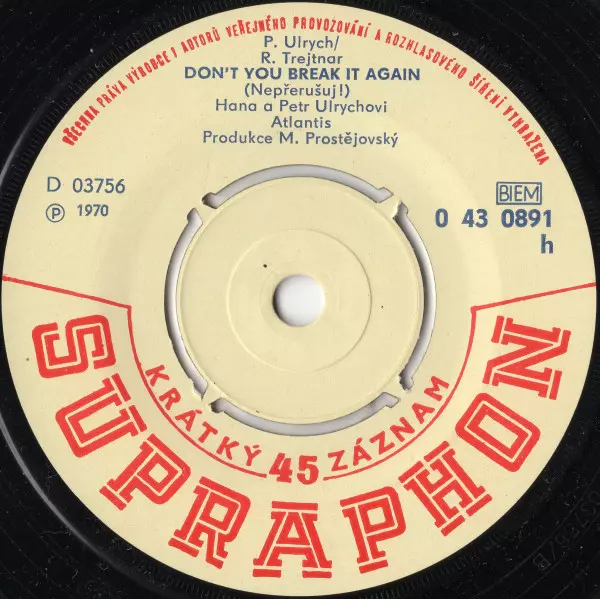 VŠECHNA PRÁVA VÝROBCE I AUTORŮ VEŘEJNÉHO PROVOZOVÁNÍ A ROZHLASOVÉHO ŠÍŘENÍ VYHRAŽENA
P. Ulrych/
R. Trejtnar
DON'T YOU BREAK IT AGAIN
(Nepřerušuj!)
Hana a Petr Ulrychovi
Atlantis
Produkce M. Prostějovský
D 03756
Ⓟ 1970
BIEM
0 43 0891
h
KRÁTKÝ 45 ZÁZNAM
SUPRAPHON